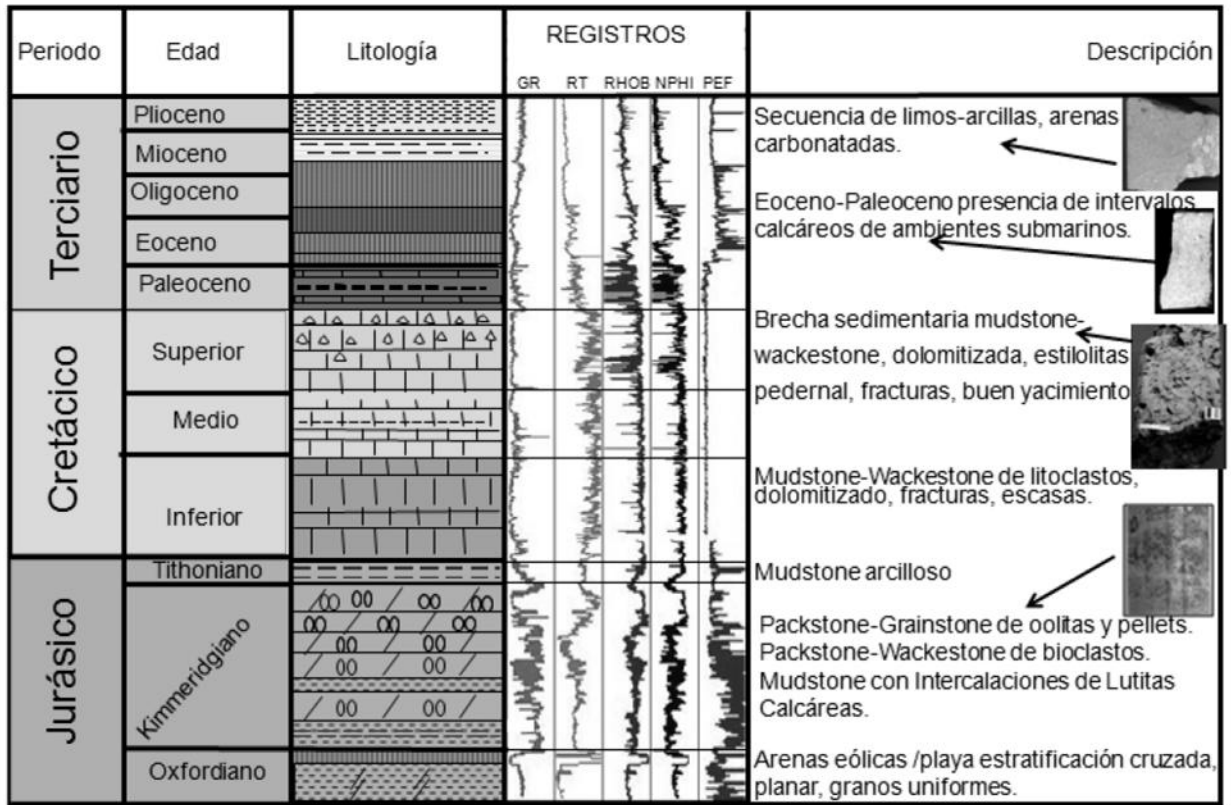 Periodo Edad Litología REGISTROS Descripción
GR RT RHOB NPHI PEF
Terciario
Plioceno
Mioceno
Oligoceno
Eoceno
Paleoceno
Secuencia de limos-arcillas, arenas
carbonatadas.
Eoceno-Paleoceno presencia de intervalos
calcáreos de ambientes submarinos.
Cretácico
Superior
Medio
Inferior
Brecha sedimentaria mudstone-
wackestone, dolomitizada, estilolitas
pedernal, fracturas, buen yacimiento
Mudstone-Wackestone de litoclastos,
dolomitizado, fracturas, escasas.
Jurásico
Tithoniano
Kimmeridgiano
Oxfordiano
Mudstone arcilloso
Packstone-Grainstone de oolitas y pellets.
Packstone-Wackestone de bioclastos.
Mudstone con Intercalaciones de Lutitas
Calcáreas.
Arenas eólicas /playa estratificación cruzada,
planar, granos uniformes.